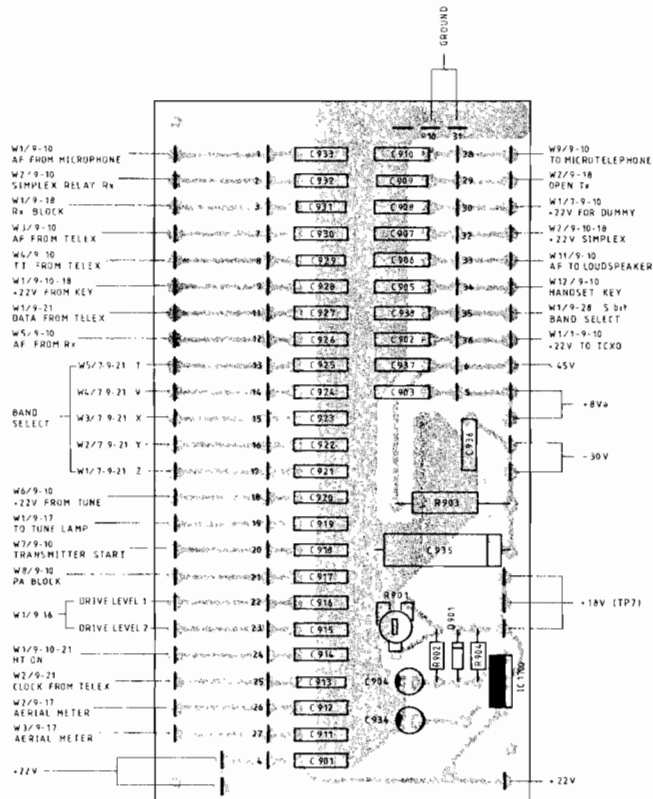 GROUND
910 31
W1/9-10
AF FROM MICROPHONE
1 C933 C910 28
W9/9-10
TO MICROTELEPHONE
W2/9-10
SIMPLEX RELAY Rx
2 C932 C909 29
W2/9-18
OPEN Tx
W1/9-18
Rx BLOCK
3 C931 C908 30
W1/7-9-10
+22V FOR DUMMY
W3/9-10
AF FROM TELEX
7 C930 C907 32
W2/9-10-18
+22V SIMPLEX
W4/9-10
TT FROM TELEX
8 C929 C906 33
W11/9-10
AF TO LOUDSPEAKER
W1/9-10-18
+22V FROM KEY
9 C928 C905 34
W12/9-10
HANDSET KEY
W1/9-21
DATA FROM TELEX
11 C927 C938 35
W1/9-28 5 bit
BAND SELECT
W5/9-10
AF FROM Rx
12 C926 C902 36
W1/1-9-10
+22V TO TCXO
W5/7-9-21 T
13 C925 C937 6
-45V
W4/7-9-21 V
14 C924 C903 5
+8Va
BAND
SELECT
W3/7-9-21 X
15 C923
W2/7-9-21 Y
16 C922 C936
-30V
W1/7-9-21 Z
17 C921
W6/9-10
+22V FROM TUNE
18 C920 R903
W1/9-17
TO TUNE LAMP
19 C919
W7/9-10
TRANSMITTER START
20 C918 C935
W8/9-10
PA BLOCK
21 C917
W1/9-16
DRIVE LEVEL 1
22 C916 R901
+18V (TP7)
DRIVE LEVEL 2
23 C915 R902 R904
W1/9-10-21
HT ON
24 C914
W2/9-21
CLOCK FROM TELEX
25 C913 C904
W2/9-17
AERIAL METER
26 C912 C934
W3/9-17
AERIAL METER
27 C911
+22V
4 C901
+22V